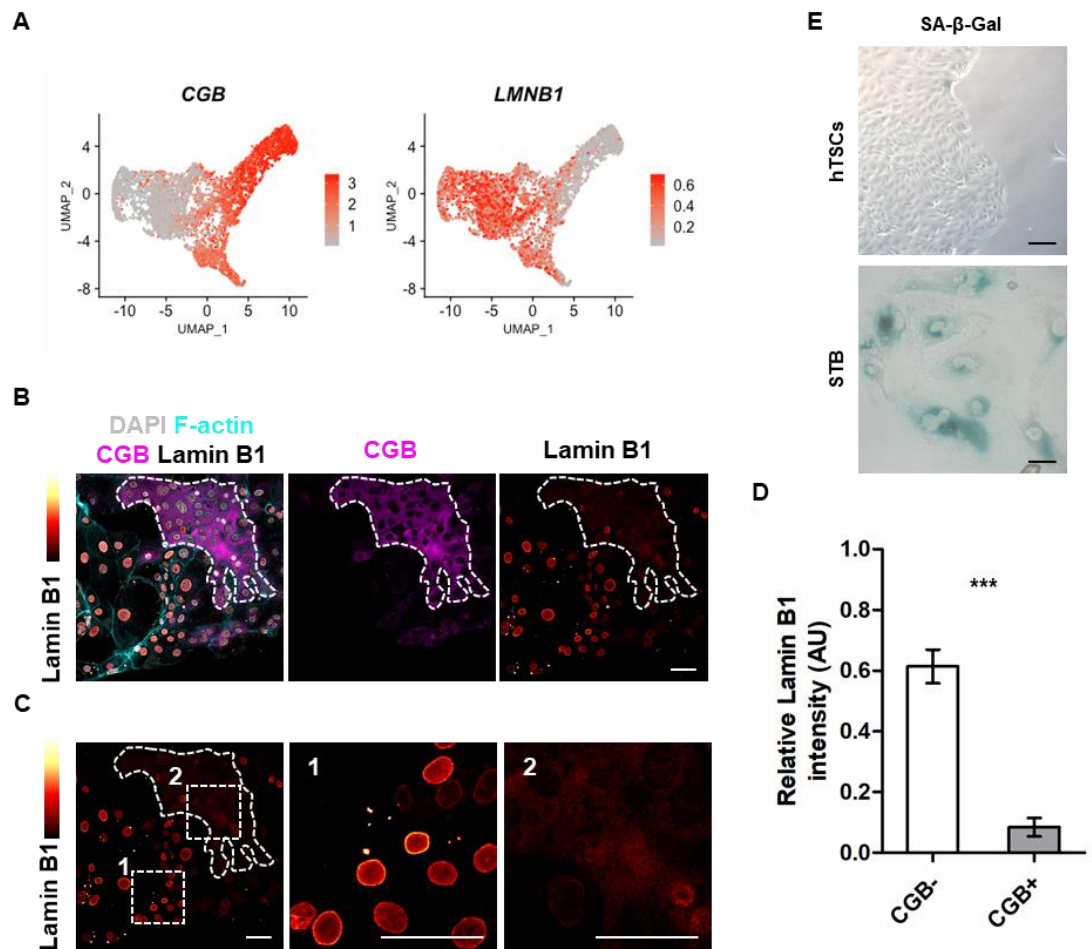 A
CGB
LMNB1
4
0
-4
-8
UMAP_2
-10 -5 0 5 10
UMAP_1
3
2
1
4
0
-4
-8
UMAP_2
-10 -5 0 5 10
UMAP_1
0.6
0.4
0.2
B
DAPI F-actin
CGB Lamin B1
CGB
Lamin B1
Lamin B1
C
Lamin B1
2
1
1
2
E
SA-β-Gal
hTSCs
STB
D
Relative Lamin B1
intensity (AU)
1.0
0.8
0.6
0.4
0.2
0.0
***
CGB-
CGB+